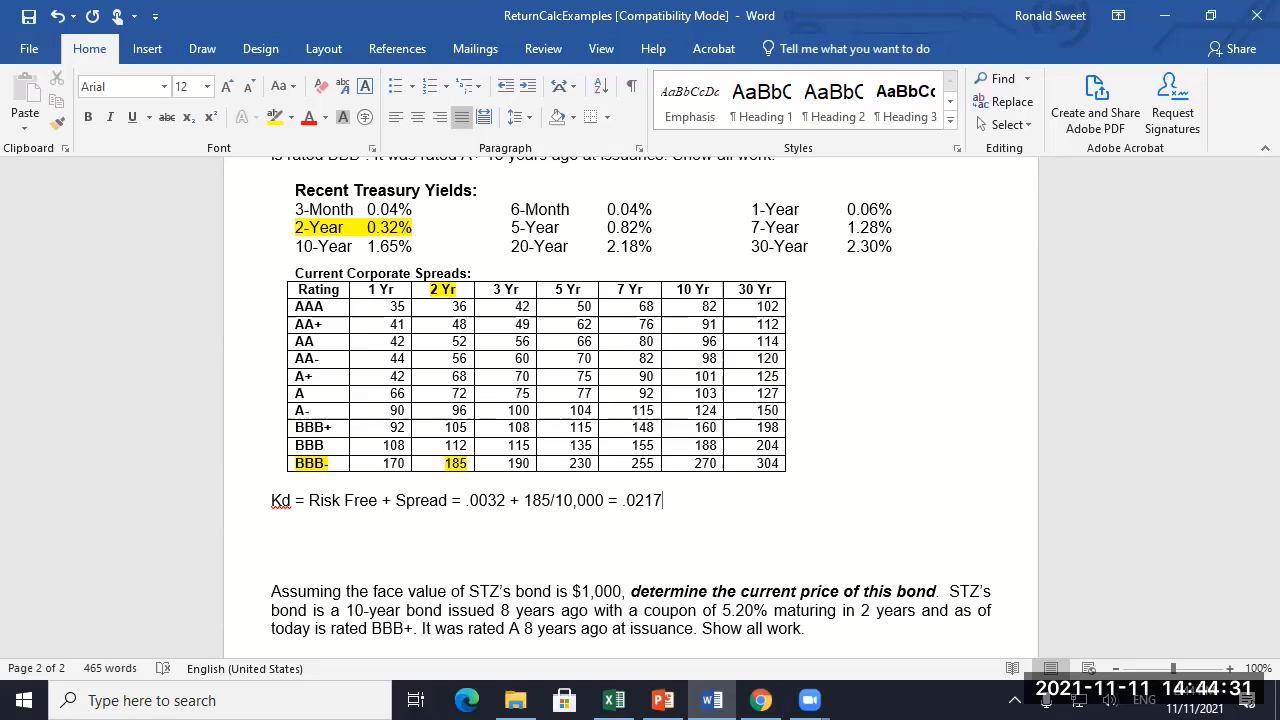 ReturnCalcExamples [Compatibility Mode] - Word
Ronald Sweet
File Home Insert Draw Design Layout References Mailings Review View Help Acrobat Tell me what you want to do Share
Paste
Clipboard
Arial 12
Font
Paragraph
AaBbCcDc AaBbC AaBbC AaBbCc
Emphasis ¶ Heading 1 ¶ Heading 2 ¶ Heading 3
Styles
Find
Replace
Select
Editing
Create and Share Adobe PDF
Request Signatures
Adobe Acrobat
Recent Treasury Yields:
3-Month 0.04% 6-Month 0.04% 1-Year 0.06%
2-Year 0.32% 5-Year 0.82% 7-Year 1.28%
10-Year 1.65% 20-Year 2.18% 30-Year 2.30%
Current Corporate Spreads:
Rating 1 Yr 2 Yr 3 Yr 5 Yr 7 Yr 10 Yr 30 Yr
AAA 35 36 42 50 68 82 102
AA+ 41 48 49 62 76 91 112
AA 42 52 56 66 80 96 114
AA- 44 56 60 70 82 98 120
A+ 42 68 70 75 90 101 125
A 66 72 75 77 92 103 127
A- 90 96 100 104 115 124 150
BBB+ 92 105 108 115 148 160 198
BBB 108 112 115 135 155 188 204
BBB- 170 185 190 230 255 270 304
Kd = Risk Free + Spread = .0032 + 185/10,000 = .0217
Assuming the face value of STZ's bond is $1,000, determine the current price of this bond. STZ's
bond is a 10-year bond issued 8 years ago with a coupon of 5.20% maturing in 2 years and as of
today is rated BBB+. It was rated A 8 years ago at issuance. Show all work.
Page 2 of 2 465 words English (United States) 100%
Type here to search
ENG
2021-11-11 14:44:31
11/11/2021